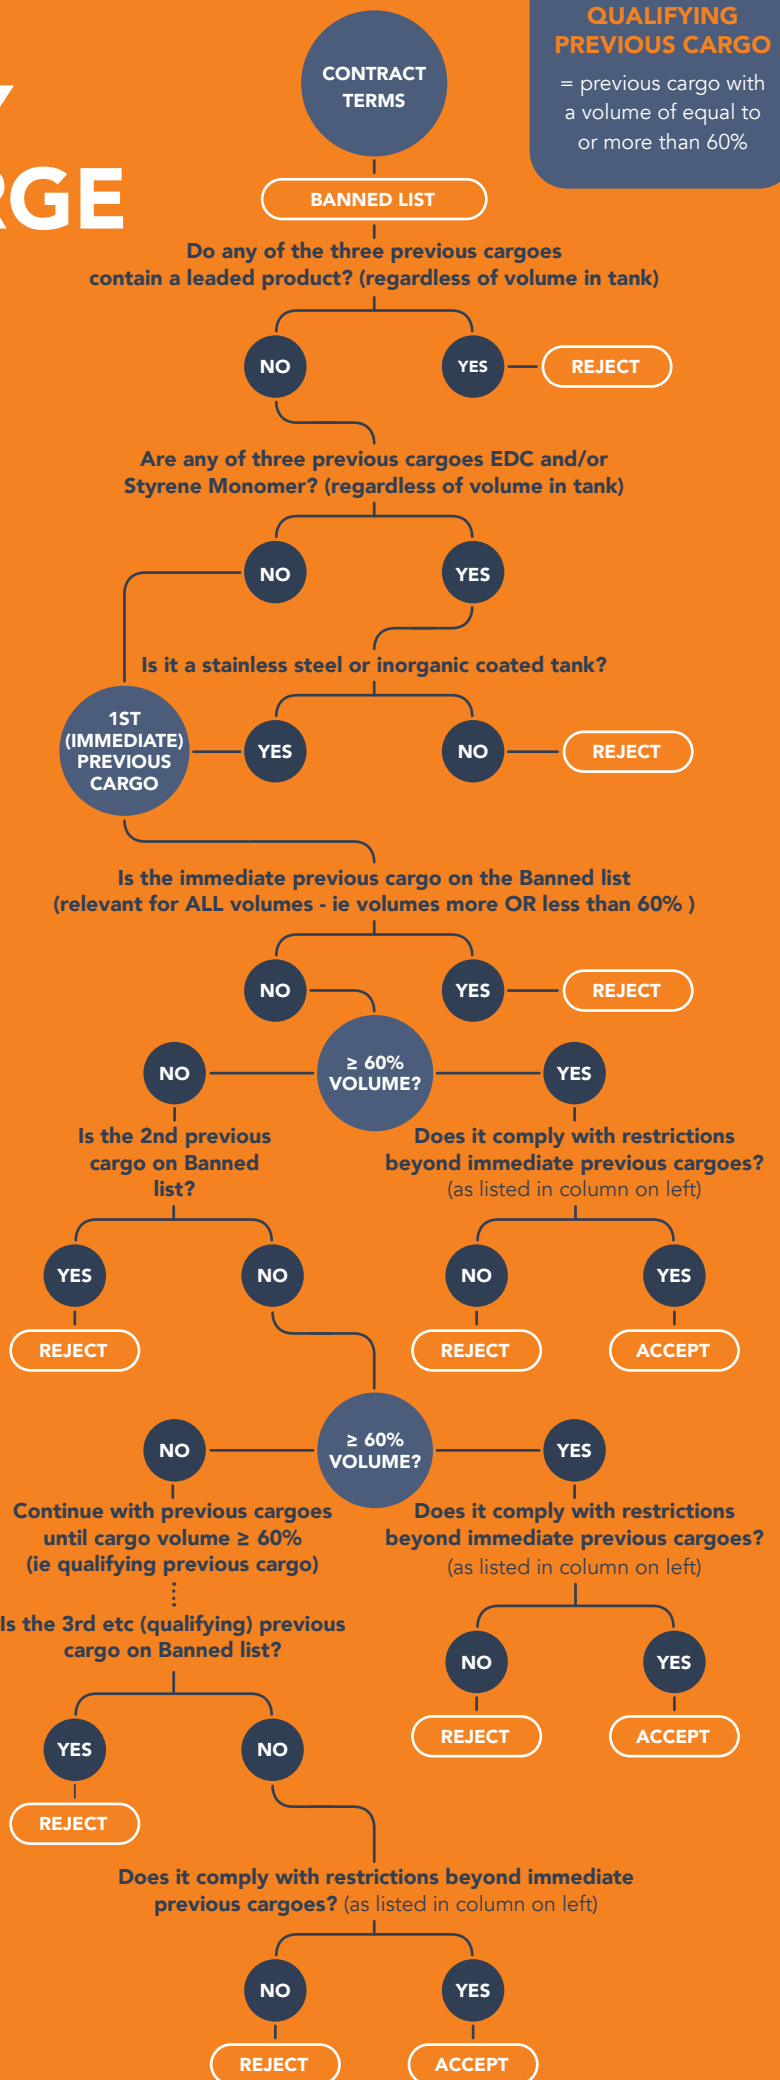 QUALIFYING
PREVIOUS CARGO
= previous cargo with
a volume of equal to
or more than 60%
CONTRACT
TERMS
BANNED LIST
Do any of the three previous cargoes
contain a leaded product? (regardless of volume in tank)
NO
YES
REJECT
Are any of three previous cargoes EDC and/or
Styrene Monomer? (regardless of volume in tank)
NO
YES
Is it a stainless steel or inorganic coated tank?
1ST
(IMMEDIATE)
PREVIOUS
CARGO
YES
NO
REJECT
Is the immediate previous cargo on the Banned list
(relevant for ALL volumes - ie volumes more OR less than 60% )
NO
YES
REJECT
≥ 60%
VOLUME?
NO
YES
Is the 2nd previous
cargo on Banned
list?
Does it comply with restrictions
beyond immediate previous cargoes?
(as listed in column on left)
YES
NO
NO
YES
REJECT
REJECT
ACCEPT
≥ 60%
VOLUME?
NO
YES
Continue with previous cargoes
until cargo volume ≥ 60%
(ie qualifying previous cargo)
Does it comply with restrictions
beyond immediate previous cargoes?
(as listed in column on left)
Is the 3rd etc (qualifying) previous
cargo on Banned list?
NO
YES
REJECT
ACCEPT
YES
NO
REJECT
Does it comply with restrictions beyond immediate
previous cargoes? (as listed in column on left)
NO
YES
REJECT
ACCEPT